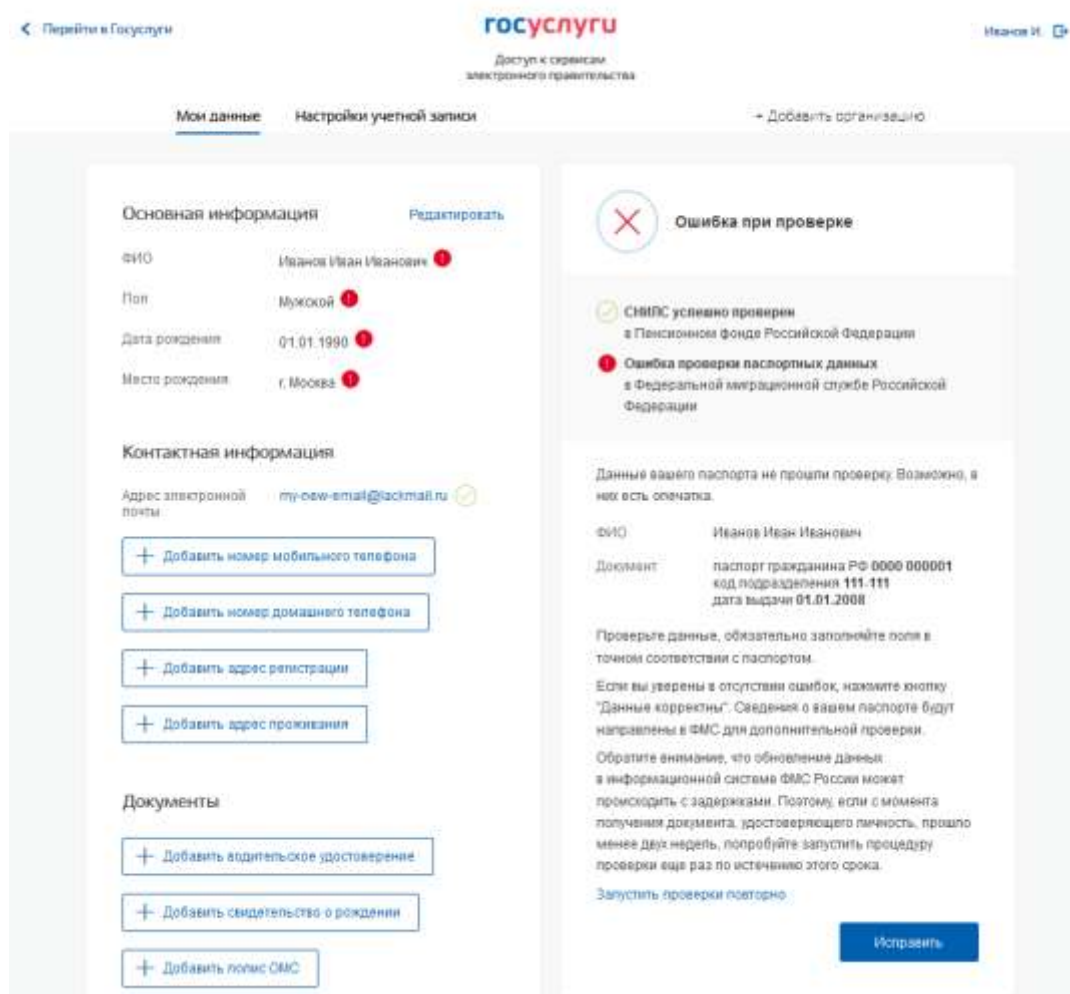 Перейти в Госуслуги
госуслуги
Иванов И.
Доступ к сервисам
электронного правительства
Мои данные
Настройки учетной записи
+ Добавить организацию
Основная информация
Редактировать
ФИО
Иванов Иван Иванович
Пол
Мужской
Дата рождения
01.01.1990
Место рождения
г. Москва
Контактная информация
Адрес электронной
почты
my-new-email@lackmail.ru
+ Добавить номер мобильного телефона
+ Добавить номер домашнего телефона
+ Добавить адрес регистрации
+ Добавить адрес проживания
Документы
+ Добавить водительское удостоверение
+ Добавить свидетельство о рождении
+ Добавить полис ОМС
Ошибка при проверке
СНИЛС успешно проверен
в Пенсионном фонде Российской Федерации
Ошибка проверки паспортных данных
в Федеральной миграционной службе Российской
Федерации
Данные вашего паспорта не прошли проверку. Возможно, в
них есть опечатка.
ФИО
Иванов Иван Иванович
Документ
паспорт гражданина РФ 0000 000001
код подразделения 111-111
дата выдачи 01.01.2008
Проверьте данные, обязательно заполняйте поля в
точном соответствии с паспортом.
Если вы уверены в отсутствии ошибок, нажмите кнопку
"Данные корректны". Сведения о вашем паспорте будут
направлены в ФМС для дополнительной проверки.
Обратите внимание, что обновление данных
в информационной системе ФМС России может
происходить с задержками. Поэтому, если с момента
получения документа, удостоверяющего личность, прошло
менее двух недель, попробуйте запустить процедуру
проверки еще раз по истечению этого срока.
Запустить проверки повторно
Исправить